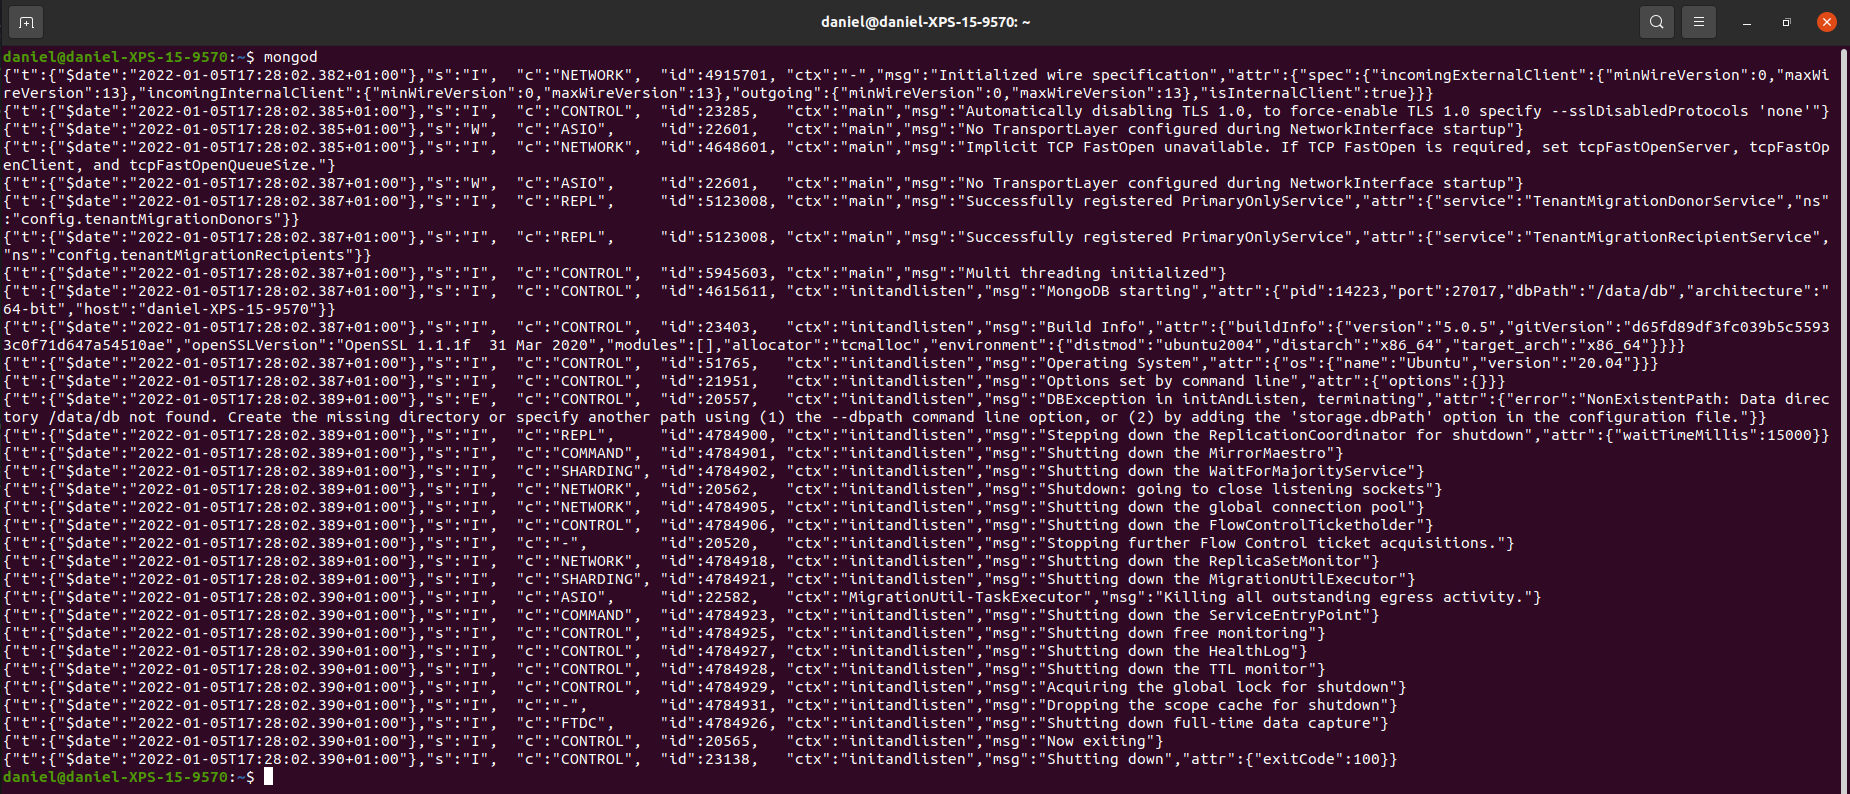 daniel@daniel-XPS-15-9570: ~
daniel@daniel-XPS-15-9570:~$ mongod
{"t":{"$date":"2022-01-05T17:28:02.382+01:00"},"s":"I",  "c":"NETWORK",  "id":4915701, "ctx":"-","msg":"Initialized wire specification","attr":{"spec":{"incomingExternalClient":{"minWireVersion":0,"maxWi
reVersion":13},"incomingInternalClient":{"minWireVersion":0,"maxWireVersion":13},"outgoing":{"minWireVersion":0,"maxWireVersion":13},"isInternalClient":true}}}
{"t":{"$date":"2022-01-05T17:28:02.385+01:00"},"s":"I",  "c":"CONTROL",  "id":23285,   "ctx":"main","msg":"Automatically disabling TLS 1.0, to force-enable TLS 1.0 specify --sslDisabledProtocols 'none'"}
{"t":{"$date":"2022-01-05T17:28:02.385+01:00"},"s":"W",  "c":"ASIO",     "id":22601,   "ctx":"main","msg":"No TransportLayer configured during NetworkInterface startup"}
{"t":{"$date":"2022-01-05T17:28:02.385+01:00"},"s":"I",  "c":"NETWORK",  "id":4648601, "ctx":"main","msg":"Implicit TCP FastOpen unavailable. If TCP FastOpen is required, set tcpFastOpenServer, tcpFastOp
enClient, and tcpFastOpenQueueSize."}
{"t":{"$date":"2022-01-05T17:28:02.387+01:00"},"s":"W",  "c":"ASIO",     "id":22601,   "ctx":"main","msg":"No TransportLayer configured during NetworkInterface startup"}
{"t":{"$date":"2022-01-05T17:28:02.387+01:00"},"s":"I",  "c":"REPL",     "id":5123008, "ctx":"main","msg":"Successfully registered PrimaryOnlyService","attr":{"service":"TenantMigrationDonorService","ns"
:"config.tenantMigrationDonors"}}
{"t":{"$date":"2022-01-05T17:28:02.387+01:00"},"s":"I",  "c":"REPL",     "id":5123008, "ctx":"main","msg":"Successfully registered PrimaryOnlyService","attr":{"service":"TenantMigrationRecipientService",
"ns":"config.tenantMigrationRecipients"}}
{"t":{"$date":"2022-01-05T17:28:02.387+01:00"},"s":"I",  "c":"CONTROL",  "id":5945603, "ctx":"main","msg":"Multi threading initialized"}
{"t":{"$date":"2022-01-05T17:28:02.387+01:00"},"s":"I",  "c":"CONTROL",  "id":4615611, "ctx":"initandlisten","msg":"MongoDB starting","attr":{"pid":14223,"port":27017,"dbPath":"/data/db","architecture":"
64-bit","host":"daniel-XPS-15-9570"}}
{"t":{"$date":"2022-01-05T17:28:02.387+01:00"},"s":"I",  "c":"CONTROL",  "id":23403,   "ctx":"initandlisten","msg":"Build Info","attr":{"buildInfo":{"version":"5.0.5","gitVersion":"d65fd89df3fc039b5c5593
3c0f71d647a54510ae","openSSLVersion":"OpenSSL 1.1.1f  31 Mar 2020","modules":[],"allocator":"tcmalloc","environment":{"distmod":"ubuntu2004","distarch":"x86_64","target_arch":"x86_64"}}}}
{"t":{"$date":"2022-01-05T17:28:02.387+01:00"},"s":"I",  "c":"CONTROL",  "id":51765,   "ctx":"initandlisten","msg":"Operating System","attr":{"os":{"name":"Ubuntu","version":"20.04"}}}
{"t":{"$date":"2022-01-05T17:28:02.387+01:00"},"s":"I",  "c":"CONTROL",  "id":21951,   "ctx":"initandlisten","msg":"Options set by command line","attr":{"options":{}}}
{"t":{"$date":"2022-01-05T17:28:02.389+01:00"},"s":"E",  "c":"CONTROL",  "id":20557,   "ctx":"initandlisten","msg":"DBException in initAndListen, terminating","attr":{"error":"NonExistentPath: Data direc
tory /data/db not found. Create the missing directory or specify another path using (1) the --dbpath command line option, or (2) by adding the 'storage.dbPath' option in the configuration file."}}
{"t":{"$date":"2022-01-05T17:28:02.389+01:00"},"s":"I",  "c":"REPL",     "id":4784900, "ctx":"initandlisten","msg":"Stepping down the ReplicationCoordinator for shutdown","attr":{"waitTimeMillis":15000}}
{"t":{"$date":"2022-01-05T17:28:02.389+01:00"},"s":"I",  "c":"COMMAND",  "id":4784901, "ctx":"initandlisten","msg":"Shutting down the MirrorMaestro"}
{"t":{"$date":"2022-01-05T17:28:02.389+01:00"},"s":"I",  "c":"SHARDING", "id":4784902, "ctx":"initandlisten","msg":"Shutting down the WaitForMajorityService"}
{"t":{"$date":"2022-01-05T17:28:02.389+01:00"},"s":"I",  "c":"NETWORK",  "id":20562,   "ctx":"initandlisten","msg":"Shutdown: going to close listening sockets"}
{"t":{"$date":"2022-01-05T17:28:02.389+01:00"},"s":"I",  "c":"NETWORK",  "id":4784905, "ctx":"initandlisten","msg":"Shutting down the global connection pool"}
{"t":{"$date":"2022-01-05T17:28:02.389+01:00"},"s":"I",  "c":"CONTROL",  "id":4784906, "ctx":"initandlisten","msg":"Shutting down the FlowControlTicketholder"}
{"t":{"$date":"2022-01-05T17:28:02.389+01:00"},"s":"I",  "c":"-",        "id":20520,   "ctx":"initandlisten","msg":"Stopping further Flow Control ticket acquisitions."}
{"t":{"$date":"2022-01-05T17:28:02.389+01:00"},"s":"I",  "c":"NETWORK",  "id":4784918, "ctx":"initandlisten","msg":"Shutting down the ReplicaSetMonitor"}
{"t":{"$date":"2022-01-05T17:28:02.389+01:00"},"s":"I",  "c":"SHARDING", "id":4784921, "ctx":"initandlisten","msg":"Shutting down the MigrationUtilExecutor"}
{"t":{"$date":"2022-01-05T17:28:02.390+01:00"},"s":"I",  "c":"ASIO",     "id":22582,   "ctx":"MigrationUtil-TaskExecutor","msg":"Killing all outstanding egress activity."}
{"t":{"$date":"2022-01-05T17:28:02.390+01:00"},"s":"I",  "c":"COMMAND",  "id":4784923, "ctx":"initandlisten","msg":"Shutting down the ServiceEntryPoint"}
{"t":{"$date":"2022-01-05T17:28:02.390+01:00"},"s":"I",  "c":"CONTROL",  "id":4784925, "ctx":"initandlisten","msg":"Shutting down free monitoring"}
{"t":{"$date":"2022-01-05T17:28:02.390+01:00"},"s":"I",  "c":"CONTROL",  "id":4784927, "ctx":"initandlisten","msg":"Shutting down the HealthLog"}
{"t":{"$date":"2022-01-05T17:28:02.390+01:00"},"s":"I",  "c":"CONTROL",  "id":4784928, "ctx":"initandlisten","msg":"Shutting down the TTL monitor"}
{"t":{"$date":"2022-01-05T17:28:02.390+01:00"},"s":"I",  "c":"CONTROL",  "id":4784929, "ctx":"initandlisten","msg":"Acquiring the global lock for shutdown"}
{"t":{"$date":"2022-01-05T17:28:02.390+01:00"},"s":"I",  "c":"-",        "id":4784931, "ctx":"initandlisten","msg":"Dropping the scope cache for shutdown"}
{"t":{"$date":"2022-01-05T17:28:02.390+01:00"},"s":"I",  "c":"FTDC",     "id":4784926, "ctx":"initandlisten","msg":"Shutting down full-time data capture"}
{"t":{"$date":"2022-01-05T17:28:02.390+01:00"},"s":"I",  "c":"CONTROL",  "id":20565,   "ctx":"initandlisten","msg":"Now exiting"}
{"t":{"$date":"2022-01-05T17:28:02.390+01:00"},"s":"I",  "c":"CONTROL",  "id":23138,   "ctx":"initandlisten","msg":"Shutting down","attr":{"exitCode":100}}
daniel@daniel-XPS-15-9570:~$